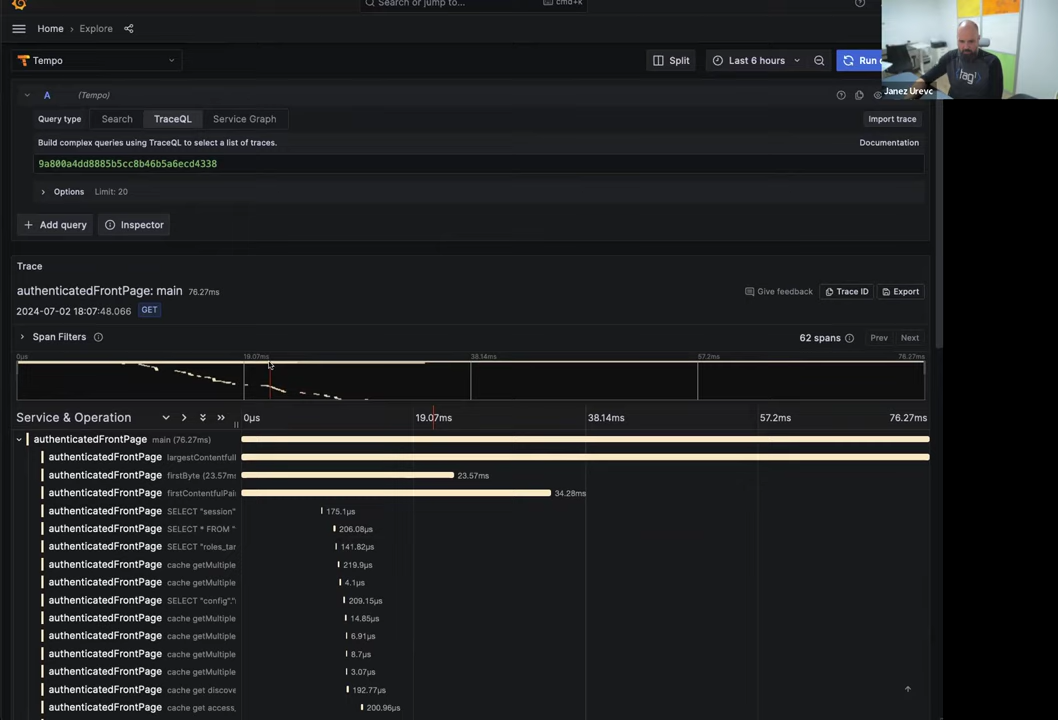 Search or jump to...
cmd+k
Home
Explore
Tempo
Split
Last 6 hours
Run
Janez Urevc
A
(Tempo)
Query type
Search
TraceQL
Service Graph
Import trace
Build complex queries using TraceQL to select a list of traces.
Documentation
9a800a4dd8885b5cc8b46b5a6ecd4338
Options
Limit: 20
+ Add query
Inspector
Trace
authenticatedFrontPage: main 76.27ms
Give feedback
Trace ID
Export
2024-07-02 18:07:48.066
GET
Span Filters
62 spans
Prev
Next
0μs 19.07ms 38.14ms 57.2ms 76.27ms
Service & Operation
0μs 19.07ms 38.14ms 57.2ms 76.27ms
authenticatedFrontPage main (76.27ms)
authenticatedFrontPage largestContentfull
authenticatedFrontPage firstByte (23.57ms 23.57ms
authenticatedFrontPage firstContentfulPai 34.28ms
authenticatedFrontPage SELECT "session" 175.1μs
authenticatedFrontPage SELECT * FROM " 206.08μs
authenticatedFrontPage SELECT "roles_tar 141.82μs
authenticatedFrontPage cache getMultiple 219.9μs
authenticatedFrontPage cache getMultiple 4.1μs
authenticatedFrontPage SELECT "config"." 209.15μs
authenticatedFrontPage cache getMultiple 14.85μs
authenticatedFrontPage cache getMultiple 6.91μs
authenticatedFrontPage cache getMultiple 8.7μs
authenticatedFrontPage cache getMultiple 3.07μs
authenticatedFrontPage cache get discove 192.77μs
authenticatedFrontPage cache get access_ 200.96μs